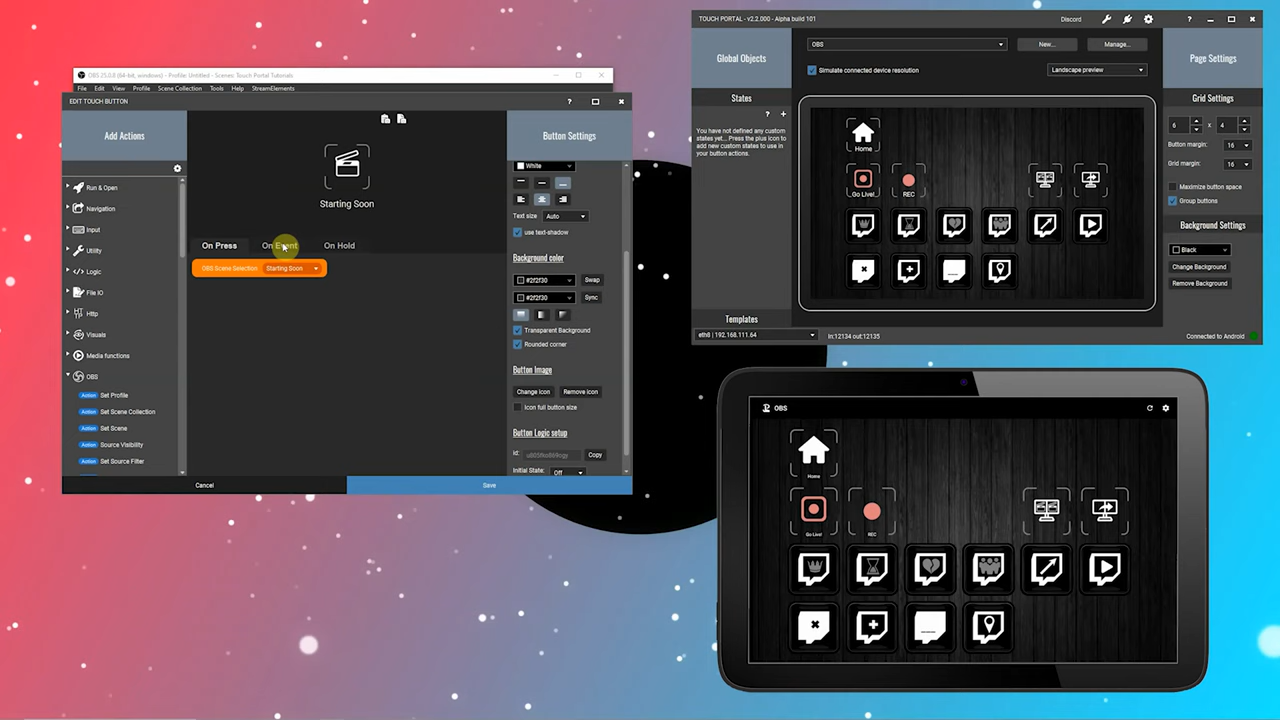 OBS 25.0.8 (64-bit, windows) - Profile: Untitled - Scenes: Touch Portal Tutorials
File Edit View Profile Scene Collection Tools Help StreamElements
EDIT TOUCH BUTTON
?
Add Actions
Run & Open
Navigation
Input
Utility
Logic
File IO
Http
Visuals
Media functions
OBS
Action Set Profile
Action Set Scene Collection
Action Set Scene
Action Source Visibility
Action Set Source Filter
Starting Soon
On Press On Event On Hold
OBS Scene Selection Starting Soon
Cancel
Save
Button Settings
White
Text size Auto
use text-shadow
Background color
#2f2f30 Swap
#2f2f30 Sync
Transparent Background
Rounded corner
Button Image
Change icon Remove icon
Icon full button size
Button Logic setup
Id: Copy
Initial State: Off
TOUCH PORTAL - v2.2,000 - Alpha build 101
Discord
?
Global Objects
States
? +
You have not defined any custom
states yet... Press the plus icon to
add new custom states to use in
your button actions.
Templates
eth8 | 192.168.111.64
OBS New... Manage...
Simulate connected device resolution Landscape preview
Home
Go Live! REC
In:12134 out:12135
Connected to Android
Page Settings
Grid Settings
6 x 4
Button margin: 16
Grid margin: 16
Maximize button space
Group buttons
Background Settings
Black
Change Background
Remove Background
OBS
Home
Go Live! REC